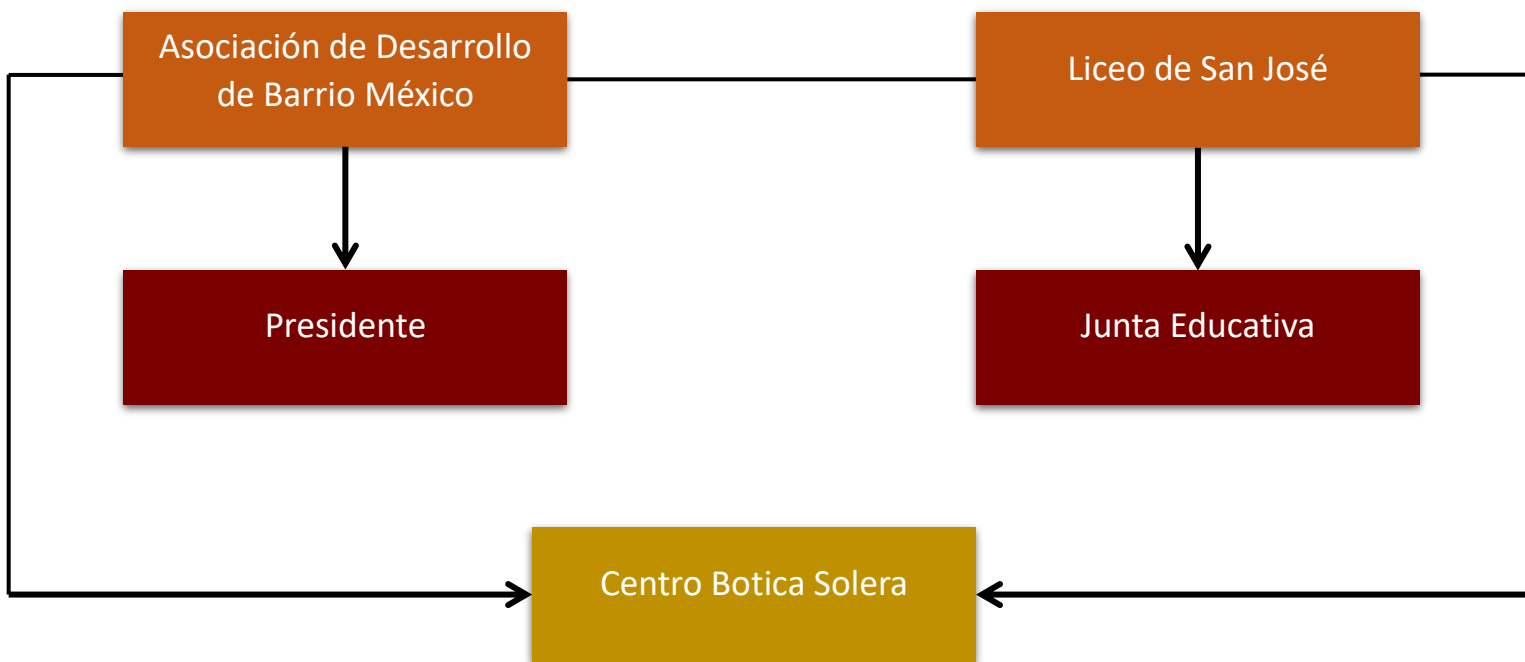 Asociación de Desarrollo
de Barrio México
Liceo de San José
Presidente
Junta Educativa
Centro Botica Solera